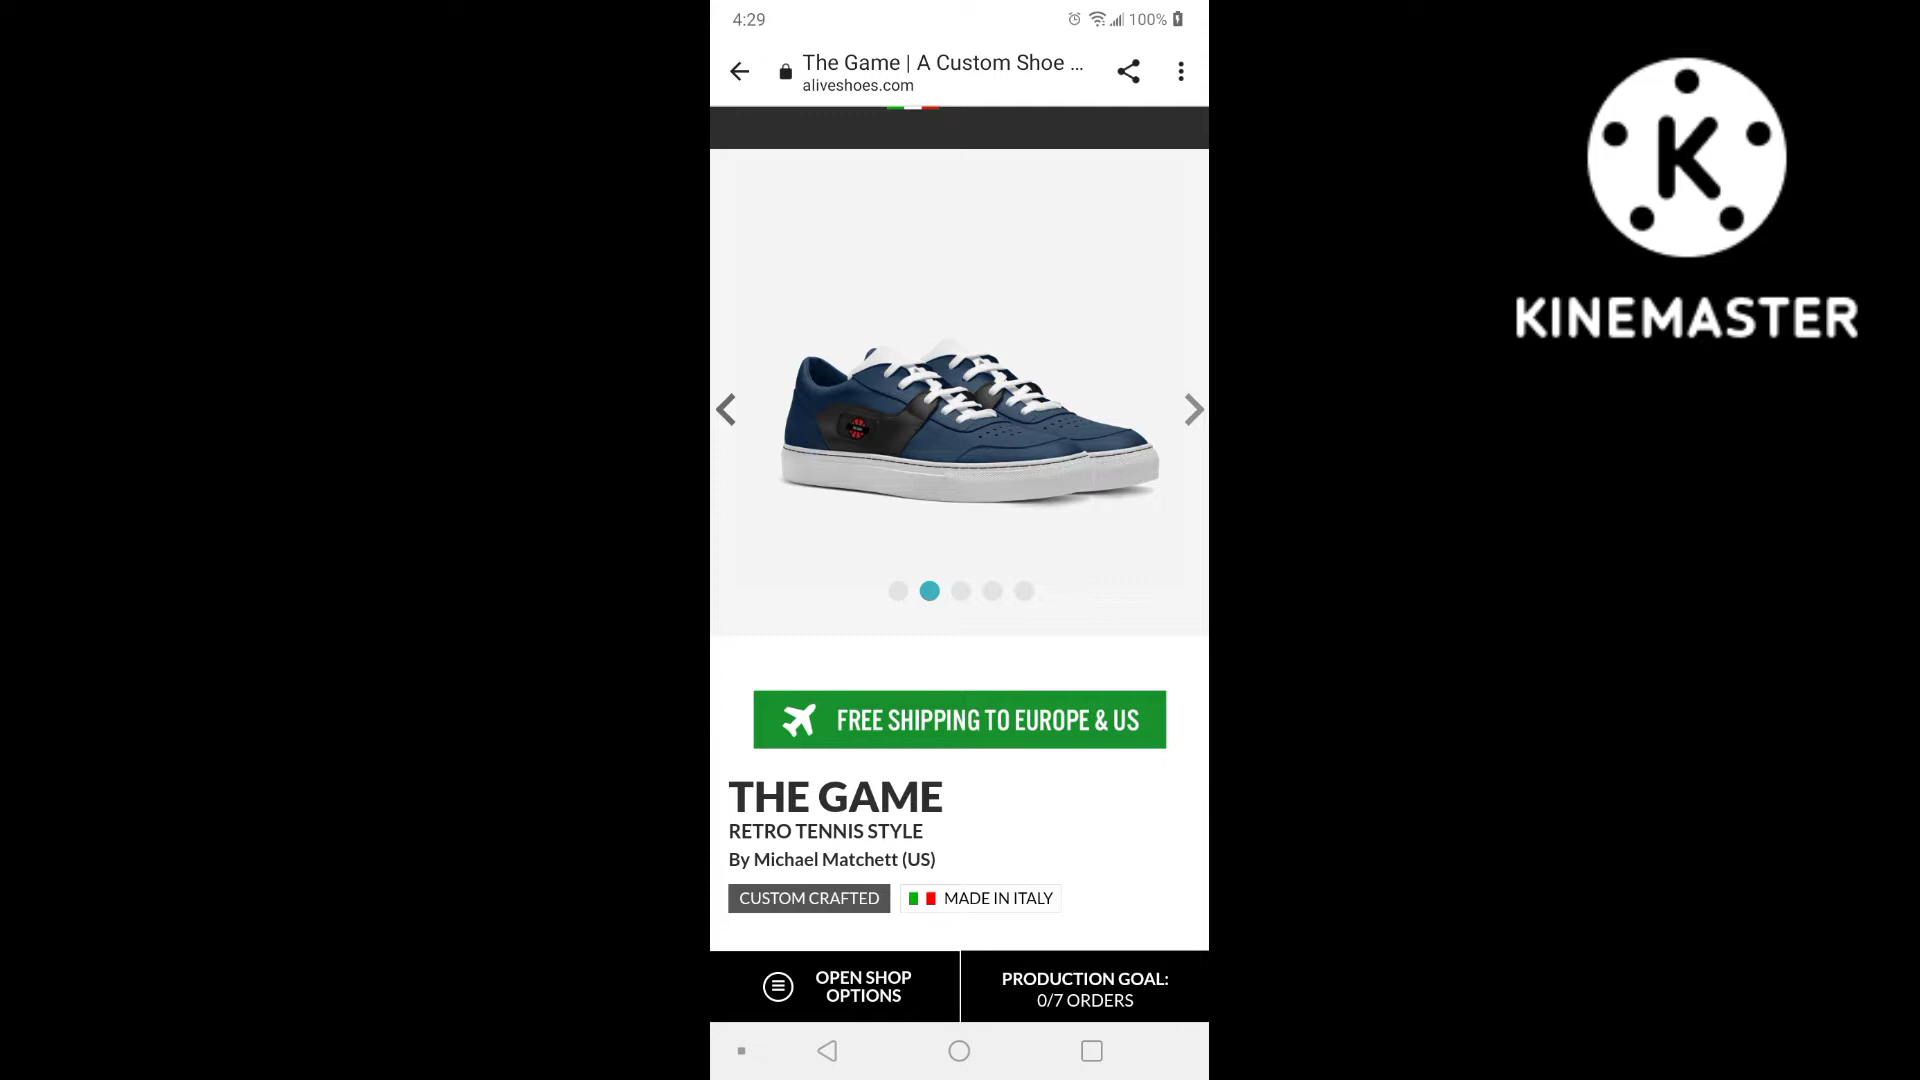 4:29
100%
The Game | A Custom Shoe ...
aliveshoes.com
K
KINEMASTER
FREE SHIPPING TO EUROPE & US
THE GAME
RETRO TENNIS STYLE
By Michael Matchett (US)
CUSTOM CRAFTED
MADE IN ITALY
OPEN SHOP
OPTIONS
PRODUCTION GOAL:
0/7 ORDERS